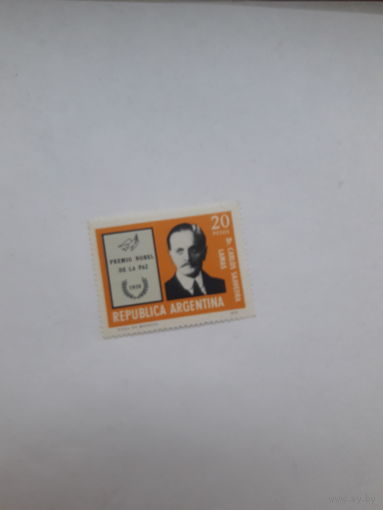 PREMIO NOBEL
DE LA PAZ
1936
20
PESOS
Dr CARLOS SAAVEDRA
LAMAS
REPUBLICA ARGENTINA